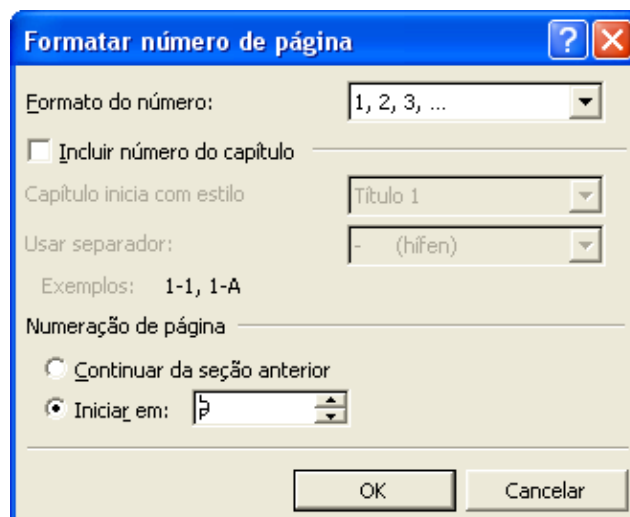 Formatar número de página
Formato do número: 1, 2, 3, ...
Incluir número do capítulo
Capítulo inicia com estilo Título 1
Usar separador: - (hífen)
Exemplos: 1-1, 1-A
Numeração de página
Continuar da seção anterior
Iniciar em:
OK Cancelar